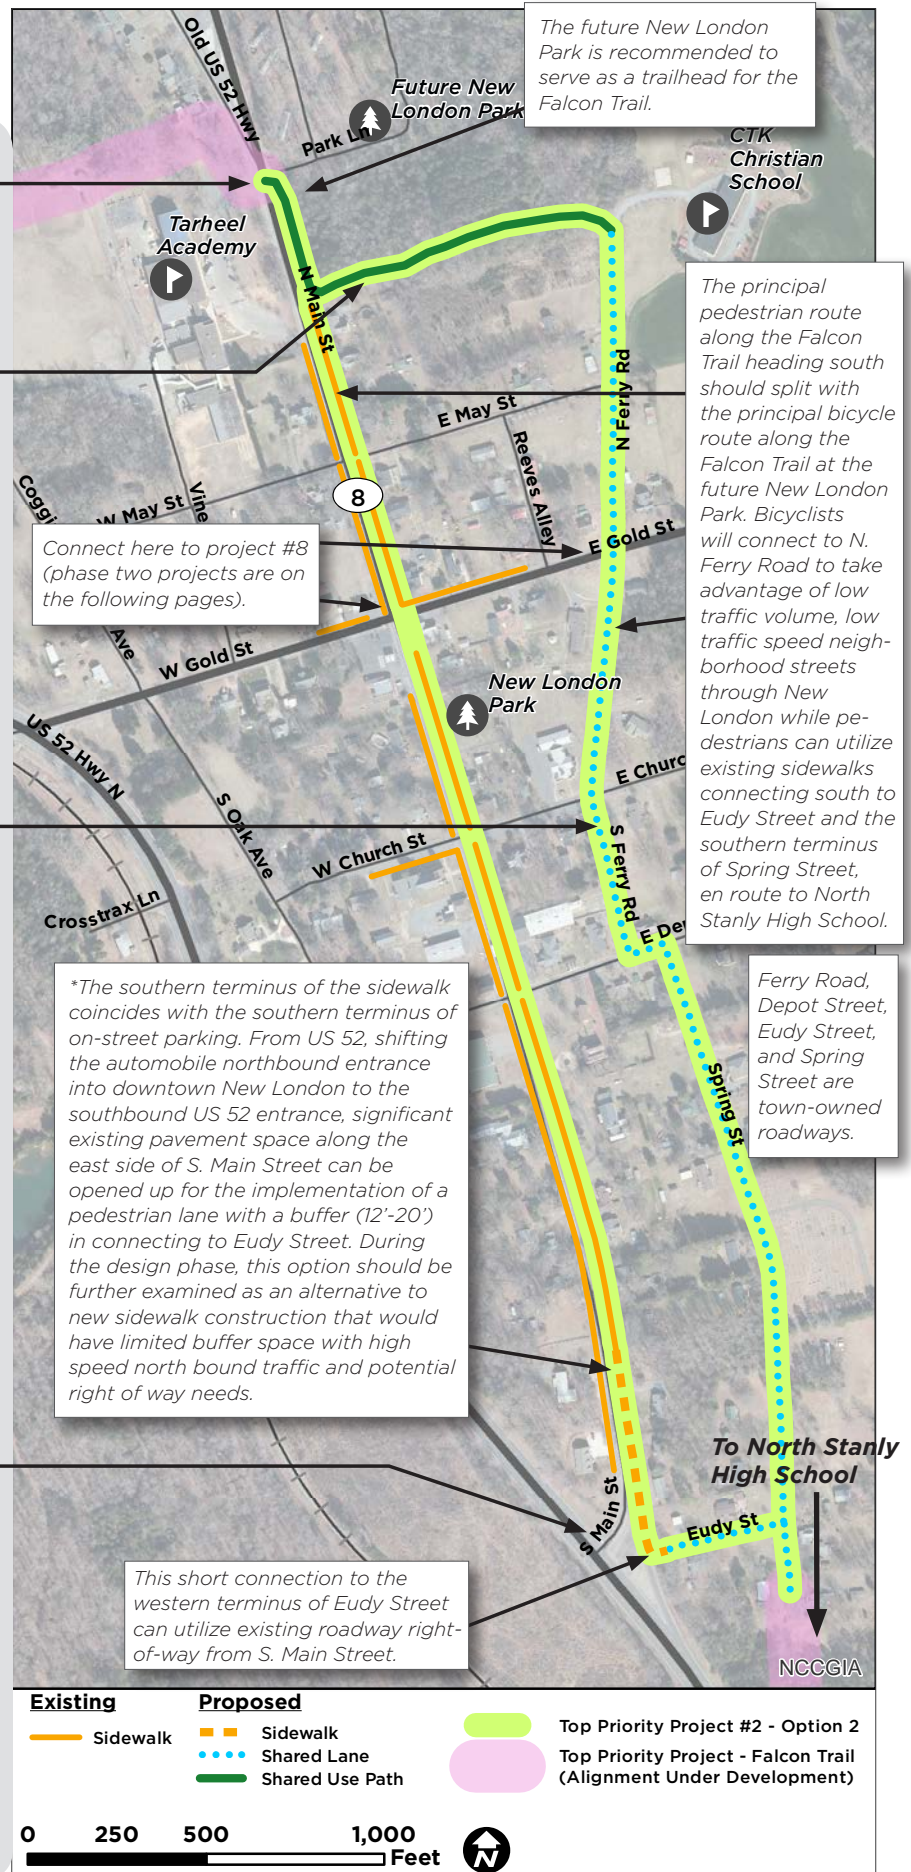 The future New London
Park is recommended to
serve as a trailhead for the
Falcon Trail.
Old US 52 Hwy
Future New
London Park
Park Ln
CTK
Christian
School
Tarheel
Academy
N Main St
The principal
pedestrian route
along the Falcon
Trail heading south
should split with
the principal bicycle
route along the
Falcon Trail at the
future New London
Park. Bicyclists
will connect to N.
Ferry Road to take
advantage of low
traffic volume, low
traffic speed neigh-
borhood streets
through New
London while pe-
destrians can utilize
existing sidewalks
connecting south to
Eudy Street and the
southern terminus
of Spring Street,
en route to North
Stanly High School.
N Ferry Rd
E May St
Reeves Alley
Coggi
Ave
W May St
Vine
8
E Gold St
Connect here to project #8
(phase two projects are on
the following pages).
W Gold St
New London
Park
US 52 Hwy N
E Churc
S Oak Ave
W Church St
S Ferry Rd
Crosstrax Ln
E De
*The southern terminus of the sidewalk
coincides with the southern terminus of
on-street parking. From US 52, shifting
the automobile northbound entrance
into downtown New London to the
southbound US 52 entrance, significant
existing pavement space along the
east side of S. Main Street can be
opened up for the implementation of a
pedestrian lane with a buffer (12'-20')
in connecting to Eudy Street. During
the design phase, this option should be
further examined as an alternative to
new sidewalk construction that would
have limited buffer space with high
speed north bound traffic and potential
right of way needs.
Ferry Road,
Depot Street,
Eudy Street,
and Spring
Street are
town-owned
roadways.
Spring St
To North Stanly
High School
S Main St
Eudy St
This short connection to the
western terminus of Eudy Street
can utilize existing roadway right-
of-way from S. Main Street.
NCCGIA
Existing
Sidewalk
Proposed
Sidewalk
Shared Lane
Shared Use Path
Top Priority Project #2 - Option 2
Top Priority Project - Falcon Trail
(Alignment Under Development)
0 250 500 1,000
Feet
N